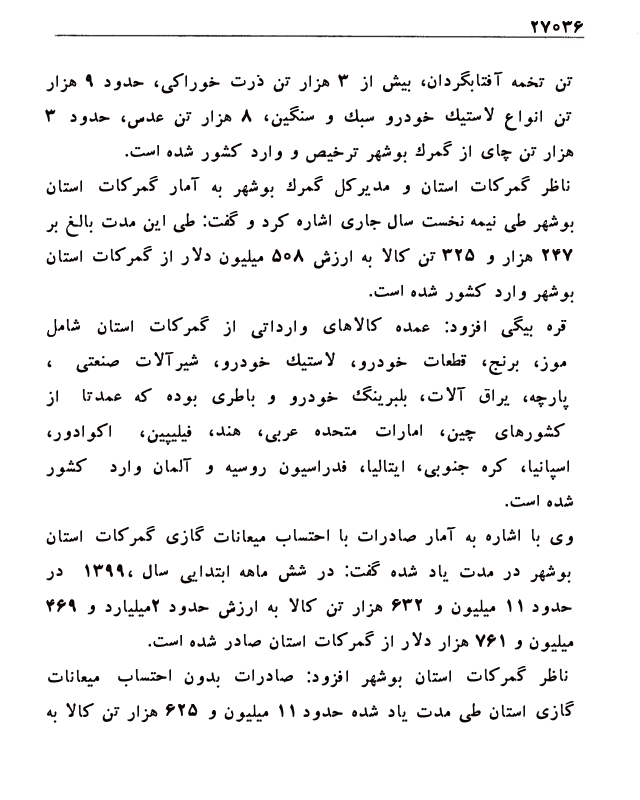 ۲۷۰۳۶
تن تخمه آفتابگردان، بیش از ۳ هزار تن ذرت خوراکی، حدود ۹ هزار
تن انواع لاستیك خودرو سبك و سنگین، ۸ هزار تن عدس، حدود ۳
هزار تن چای از گمرك بوشهر ترخیص و وارد کشور شده است.
ناظر گمرکات استان و مدیرکل گمرك بوشهر به آمار گمرکات استان
بوشهر طی نیمه نخست سال جاری اشاره کرد و گفت: طی این مدت بالغ بر
۲۴۷ هزار و ۳۲۵ تن کالا به ارزش ۵۰۸ میلیون دلار از گمرکات استان
بوشهر وارد کشور شده است.
قره بیگی افزود: عمده کالاهای وارداتی از گمرکات استان شامل
موز، برنج، قطعات خودرو، لاستیك خودرو، شیرآلات صنعتی ،
پارچه، یراق آلات، بلبرینگ خودرو و باطری بوده که عمدتا از
کشورهای چین، امارات متحده عربی، هند، فیلیپین، اکوادور،
اسپانیا، کره جنوبی، ایتالیا، فدراسیون روسیه و آلمان وارد کشور
شده است.
وی با اشاره به آمار صادرات با احتساب میعانات گازی گمرکات استان
بوشهر در مدت یاد شده گفت: در شش ماهه ابتدایی سال ،۱۳۹۹ در
حدود ۱۱ میلیون و ۶۳۲ هزار تن کالا به ارزش حدود ۲میلیارد و ۴۶۹
میلیون و ۷۶۱ هزار دلار از گمرکات استان صادر شده است.
ناظر گمرکات استان بوشهر افزود: صادرات بدون احتساب میعانات
گازی استان طی مدت یاد شده حدود ۱۱ میلیون و ۶۲۵ هزار تن کالا به